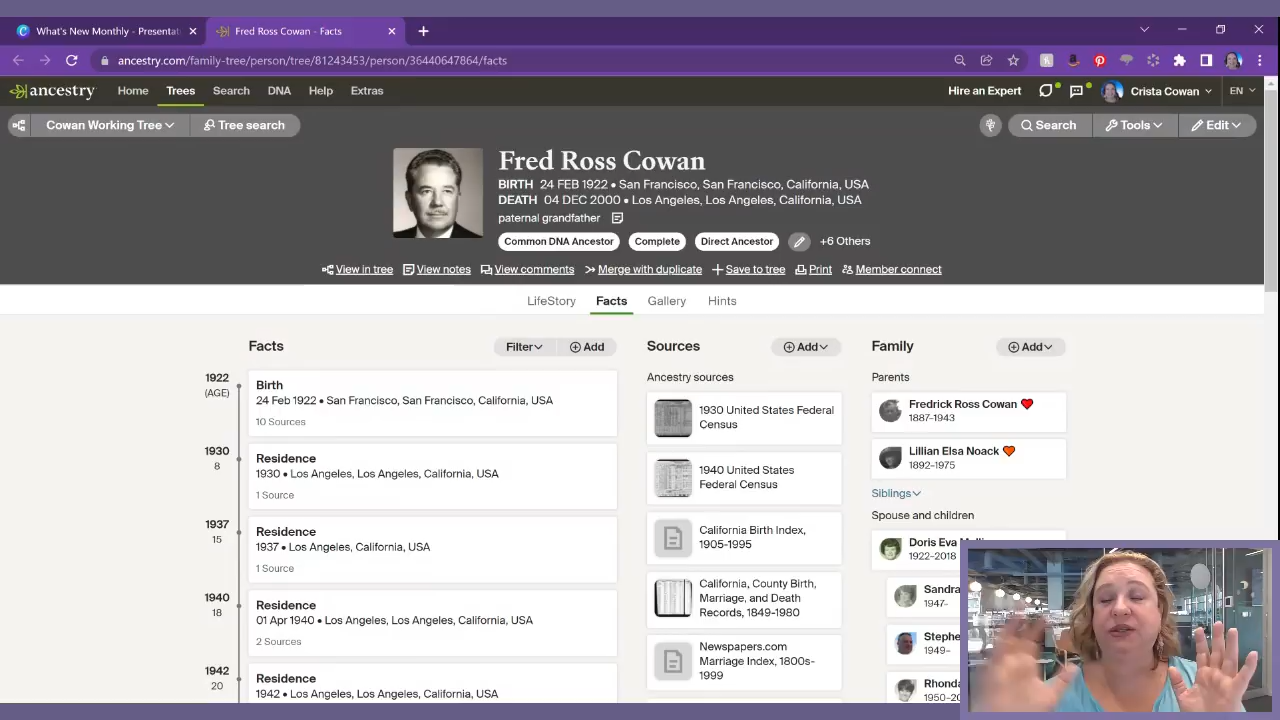 What's New Monthly - Presentat
Fred Ross Cowan - Facts
ancestry.com/family-tree/person/tree/81243453/person/36440647864/facts
ancestry
Home
Trees
Search
DNA
Help
Extras
Hire an Expert
Crista Cowan
EN
Cowan Working Tree
Tree search
Search
Tools
Edit
Fred Ross Cowan
BIRTH 24 FEB 1922 • San Francisco, San Francisco, California, USA
DEATH 04 DEC 2000 • Los Angeles, Los Angeles, California, USA
paternal grandfather
Common DNA Ancestor
Complete
Direct Ancestor
+6 Others
View in tree
View notes
View comments
Merge with duplicate
Save to tree
Print
Member connect
LifeStory
Facts
Gallery
Hints
Facts
Filter
Add
1922
(AGE)
Birth
24 Feb 1922 • San Francisco, San Francisco, California, USA
10 Sources
1930
8
Residence
1930 • Los Angeles, Los Angeles, California, USA
1 Source
1937
15
Residence
1937 • Los Angeles, California, USA
1 Source
1940
18
Residence
01 Apr 1940 • Los Angeles, Los Angeles, California, USA
2 Sources
1942
20
Residence
1942 • Los Angeles, Los Angeles, California, USA
Sources
Add
Ancestry sources
1930 United States Federal
Census
1940 United States
Federal Census
California Birth Index,
1905-1995
California, County Birth,
Marriage, and Death
Records, 1849-1980
Newspapers.com
Marriage Index, 1800s-
1999
Family
Add
Parents
Fredrick Ross Cowan
1887-1943
Lillian Elsa Noack
1892-1975
Siblings
Spouse and children
Doris Eva
1922-2018
Sandra
1947-
Stephe
1949-
Rhonda
1950-20